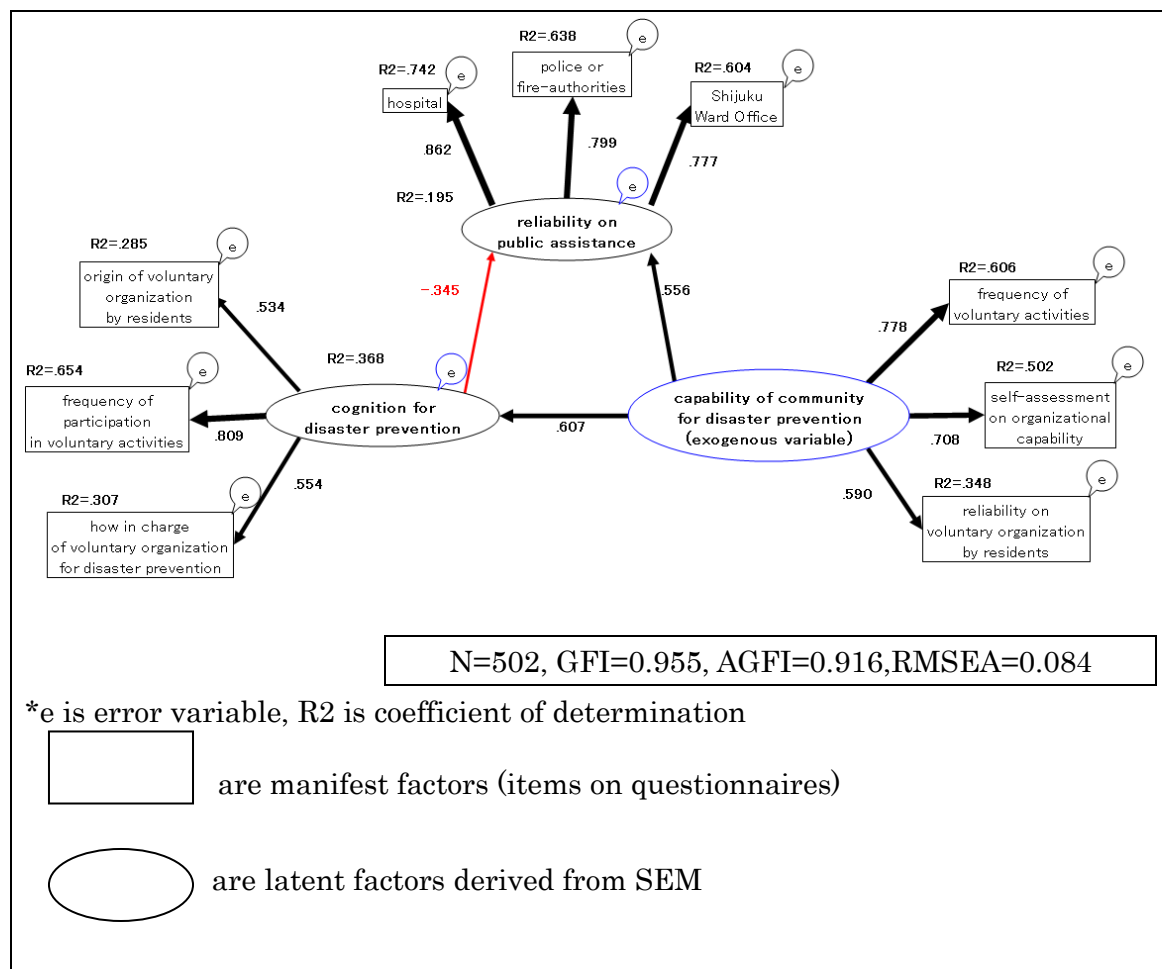 R2=.638
e
police or
fire-authorities
R2=.742
e
hospital
R2=.604
e
Shijuku
Ward Office
.862
.799
.777
R2=.195
e
reliability on
public assistance
R2=.285
e
origin of voluntary
organization
by residents
.534
-.345
.556
R2=.606
e
frequency of
voluntary activities
.778
R2=.654
e
frequency of
participation
in voluntary activities
.809
R2=.368
e
cognition for
disaster prevention
.607
capability of community
for disaster prevention
(exogenous variable)
R2=.502
e
self-assessment
on organizational
capability
.708
.554
R2=.307
e
how in charge
of voluntary organization
for disaster prevention
.590
R2=.348
e
reliability on
voluntary organization
by residents
N=502, GFI=0.955, AGFI=0.916,RMSEA=0.084
*e is error variable, R2 is coefficient of determination
are manifest factors (items on questionnaires)
are latent factors derived from SEM